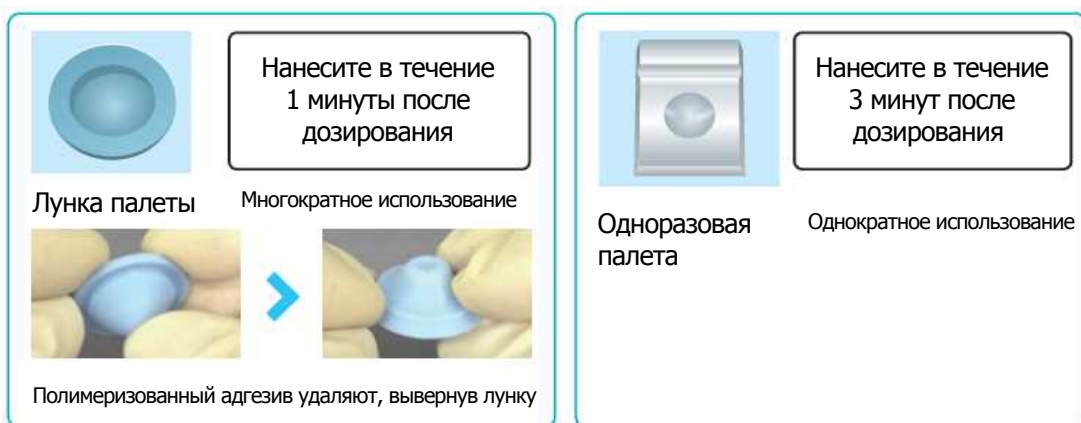 Нанесите в течение
1 минуты после
дозирования
Лунка палеты
Многократное использование
Полимеризованный адгезив удаляют, вывернув лунку
Нанесите в течение
3 минут после
дозирования
Одноразовая
палета
Однократное использование